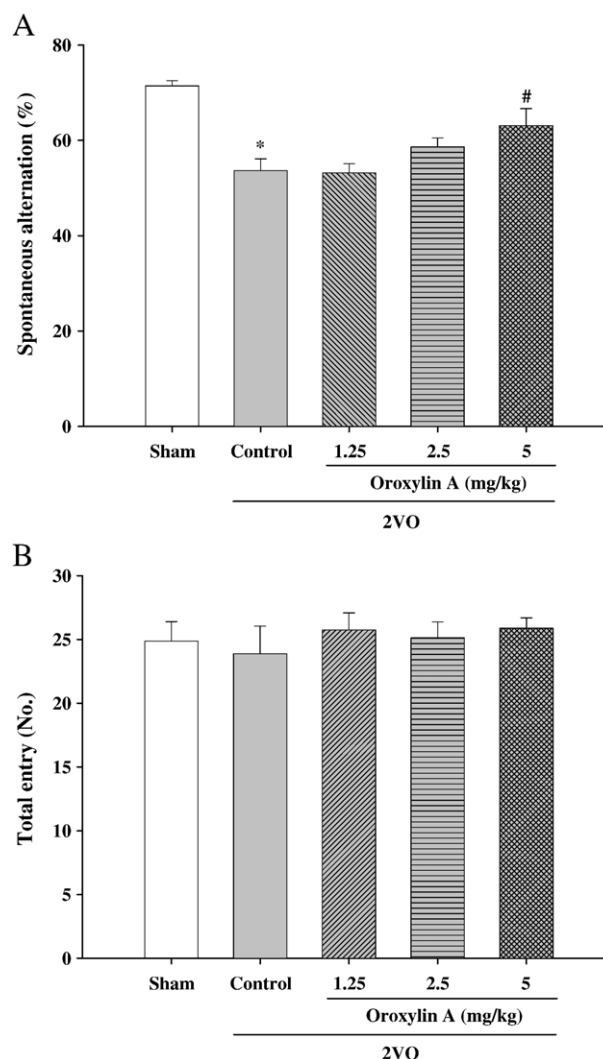 A
Spontaneous alternation (%)
80
60
40
20
0
*
#
Sham Control 1.25 2.5 5
Oroxylin A (mg/kg)
2VO
B
Total entry (No.)
30
25
20
15
10
5
0
Sham Control 1.25 2.5 5
Oroxylin A (mg/kg)
2VO